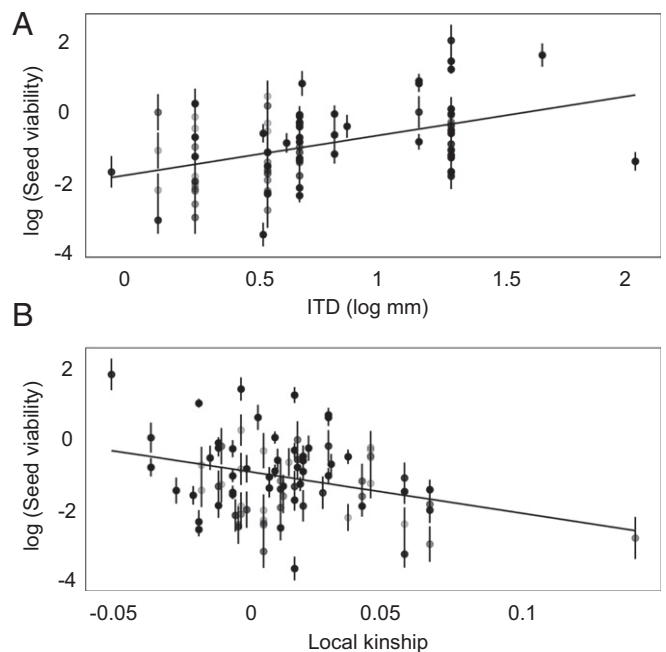 A
2
0
-2
-4
log (Seed viability)
0 0.5 1 1.5 2
ITD (log mm)
B
2
0
-2
-4
log (Seed viability)
-0.05 0 0.05 0.1
Local kinship